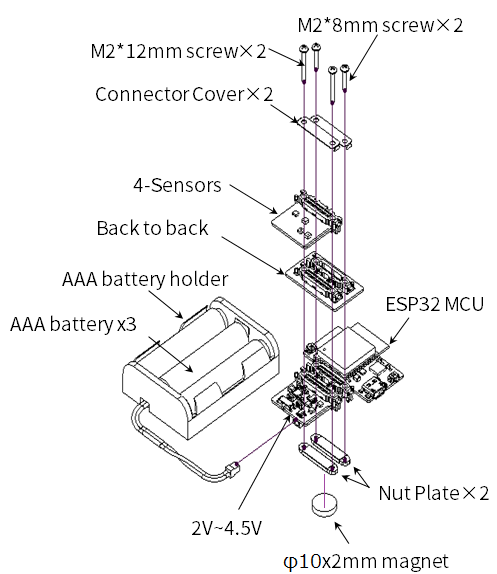 M2*8mm screw×2
M2*12mm screw×2
Connector Cover×2
4-Sensors
Back to back
AAA battery holder
ESP32 MCU
AAA battery x3
Nut Plate×2
2V~4.5V
φ10x2mm magnet